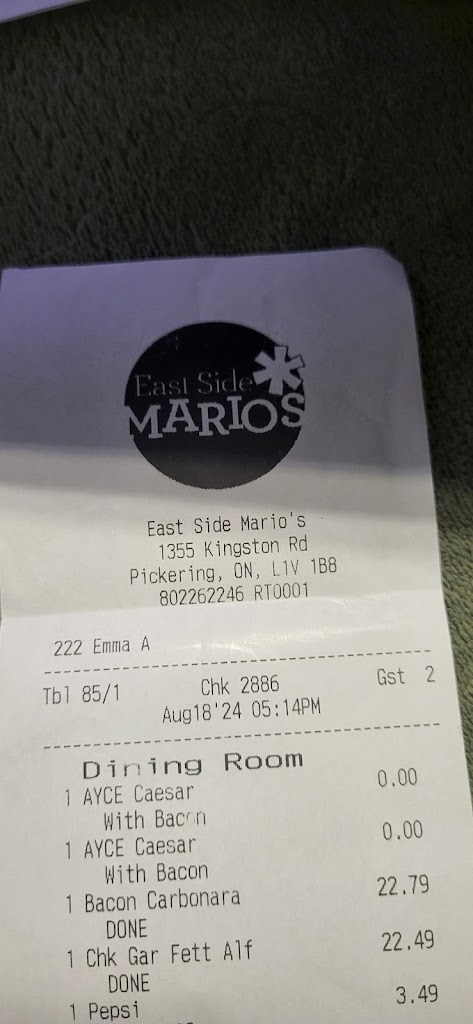 East Side
MARIOS
East Side Mario's
1355 Kingston Rd
Pickering, ON, L1V 1B8
802262246 RT0001
222 Emma A
Tbl 85/1 Chk 2886 Gst 2
Aug18'24 05:14PM
Dining Room
1 AYCE Caesar 0.00
With Bacon
1 AYCE Caesar 0.00
With Bacon
1 Bacon Carbonara 22.79
DONE
1 Chk Gar Fett Alf 22.49
DONE
1 Pepsi 3.49